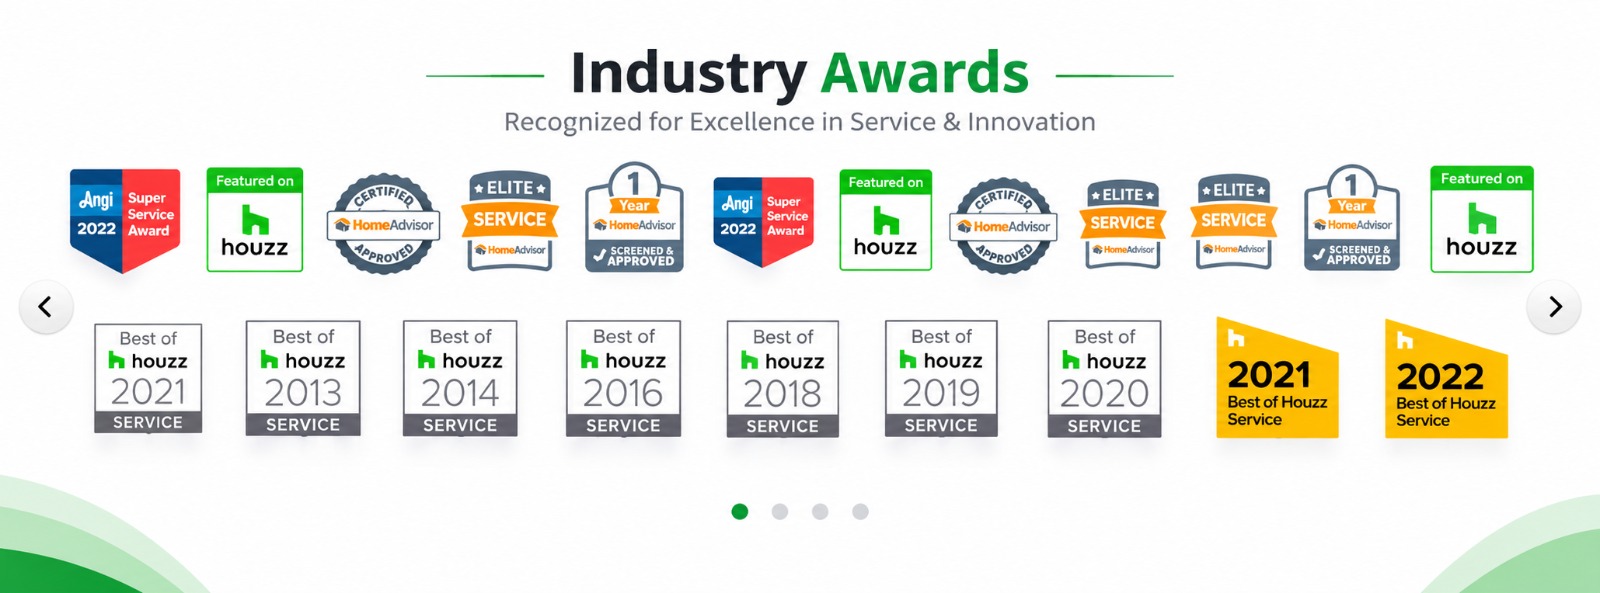 Industry Awards
Recognized for Excellence in Service & Innovation
Angi
2022
Super
Service
Award
Featured on
houzz
CERTIFIED
HomeAdvisor
APPROVED
ELITE
SERVICE
HomeAdvisor
1
Year
HomeAdvisor
SCREENED &
APPROVED
Angi
2022
Super
Service
Award
Featured on
houzz
CERTIFIED
HomeAdvisor
APPROVED
ELITE
SERVICE
HomeAdvisor
ELITE
SERVICE
HomeAdvisor
1
Year
HomeAdvisor
SCREENED &
APPROVED
Featured on
houzz
Best of
houzz
2021
SERVICE
Best of
houzz
2013
SERVICE
Best of
houzz
2014
SERVICE
Best of
houzz
2016
SERVICE
Best of
houzz
2018
SERVICE
Best of
houzz
2019
SERVICE
Best of
houzz
2020
SERVICE
2021
Best of Houzz
Service
2022
Best of Houzz
Service